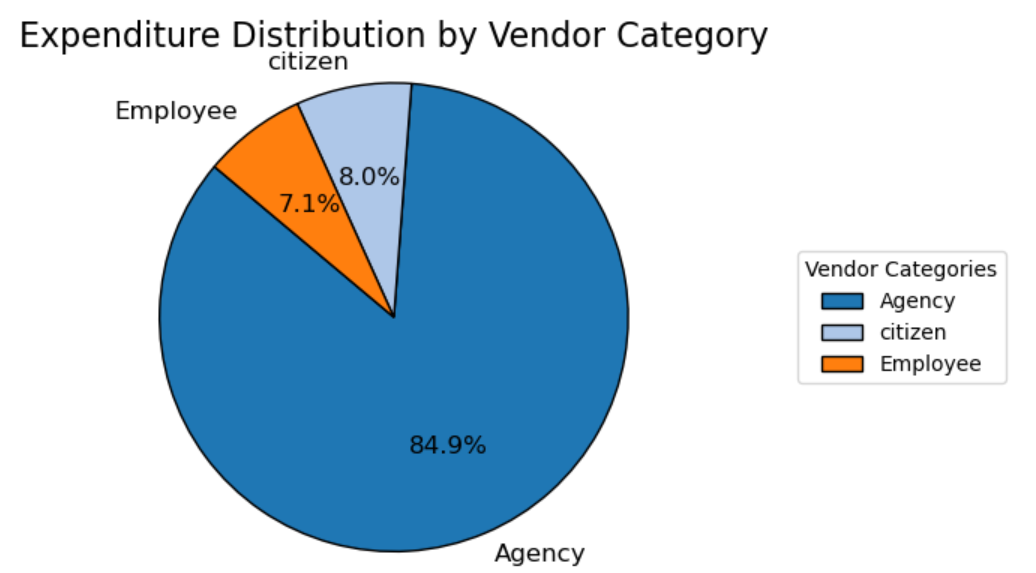 Expenditure Distribution by Vendor Category
citizen
Employee
8.0%
7.1%
84.9%
Agency
Vendor Categories
Agency
citizen
Employee